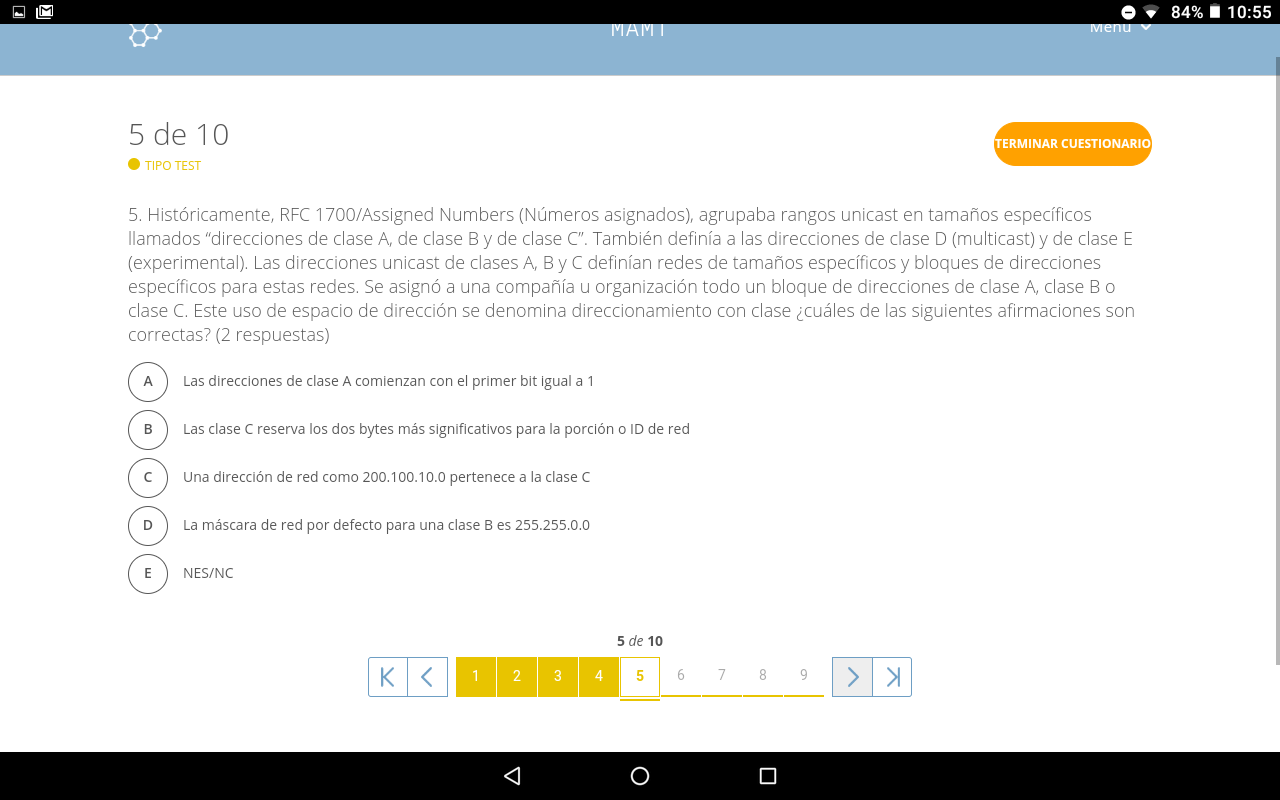 84% 10:55
Menú
5 de 10
TERMINAR CUESTIONARIO
TIPO TEST
5. Históricamente, RFC 1700/Assigned Numbers (Números asignados), agrupaba rangos unicast en tamaños específicos
llamados “direcciones de clase A, de clase B y de clase C”. También definía a las direcciones de clase D (multicast) y de clase E
(experimental). Las direcciones unicast de clases A, B y C definían redes de tamaños específicos y bloques de direcciones
específicos para estas redes. Se asignó a una compañía u organización todo un bloque de direcciones de clase A, clase B o
clase C. Este uso de espacio de dirección se denomina direccionamiento con clase ¿cuáles de las siguientes afirmaciones son
correctas? (2 respuestas)
A Las direcciones de clase A comienzan con el primer bit igual a 1
B Las clase C reserva los dos bytes más significativos para la porción o ID de red
C Una dirección de red como 200.100.10.0 pertenece a la clase C
D La máscara de red por defecto para una clase B es 255.255.0.0
E NES/NC
5 de 10
1 2 3 4 5 6 7 8 9